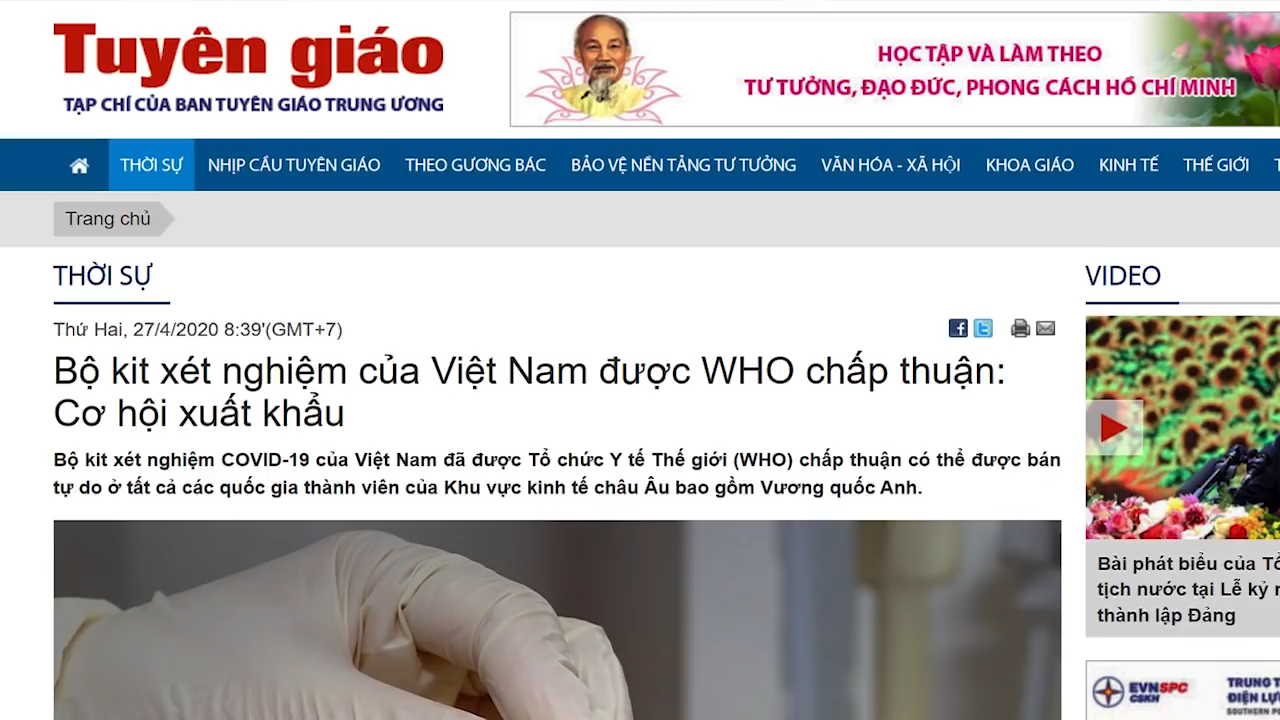 Tuyên giáo
TẠP CHÍ CỦA BAN TUYÊN GIÁO TRUNG ƯƠNG
HỌC TẬP VÀ LÀM THEO
TƯ TƯỞNG, ĐẠO ĐỨC, PHONG CÁCH HỒ CHÍ MINH
THỜI SỰ NHỊP CẦU TUYÊN GIÁO THEO GƯƠNG BÁC BẢO VỆ NỀN TẢNG TƯ TƯỞNG VĂN HÓA - XÃ HỘI KHOA GIÁO KINH TẾ THẾ GIỚI
Trang chủ
THỜI SỰ
Thứ Hai, 27/4/2020 8:39'(GMT+7)
Bộ kit xét nghiệm của Việt Nam được WHO chấp thuận:
Cơ hội xuất khẩu
Bộ kit xét nghiệm COVID-19 của Việt Nam đã được Tổ chức Y tế Thế giới (WHO) chấp thuận có thể được bán
tự do ở tất cả các quốc gia thành viên của Khu vực kinh tế châu Âu bao gồm Vương quốc Anh.
VIDEO
Bài phát biểu của
tịch nước tại Lễ kỷ
thành lập Đảng
EVNSPC
CSKH
TRUNG
ĐIỆN
SOUTHERN